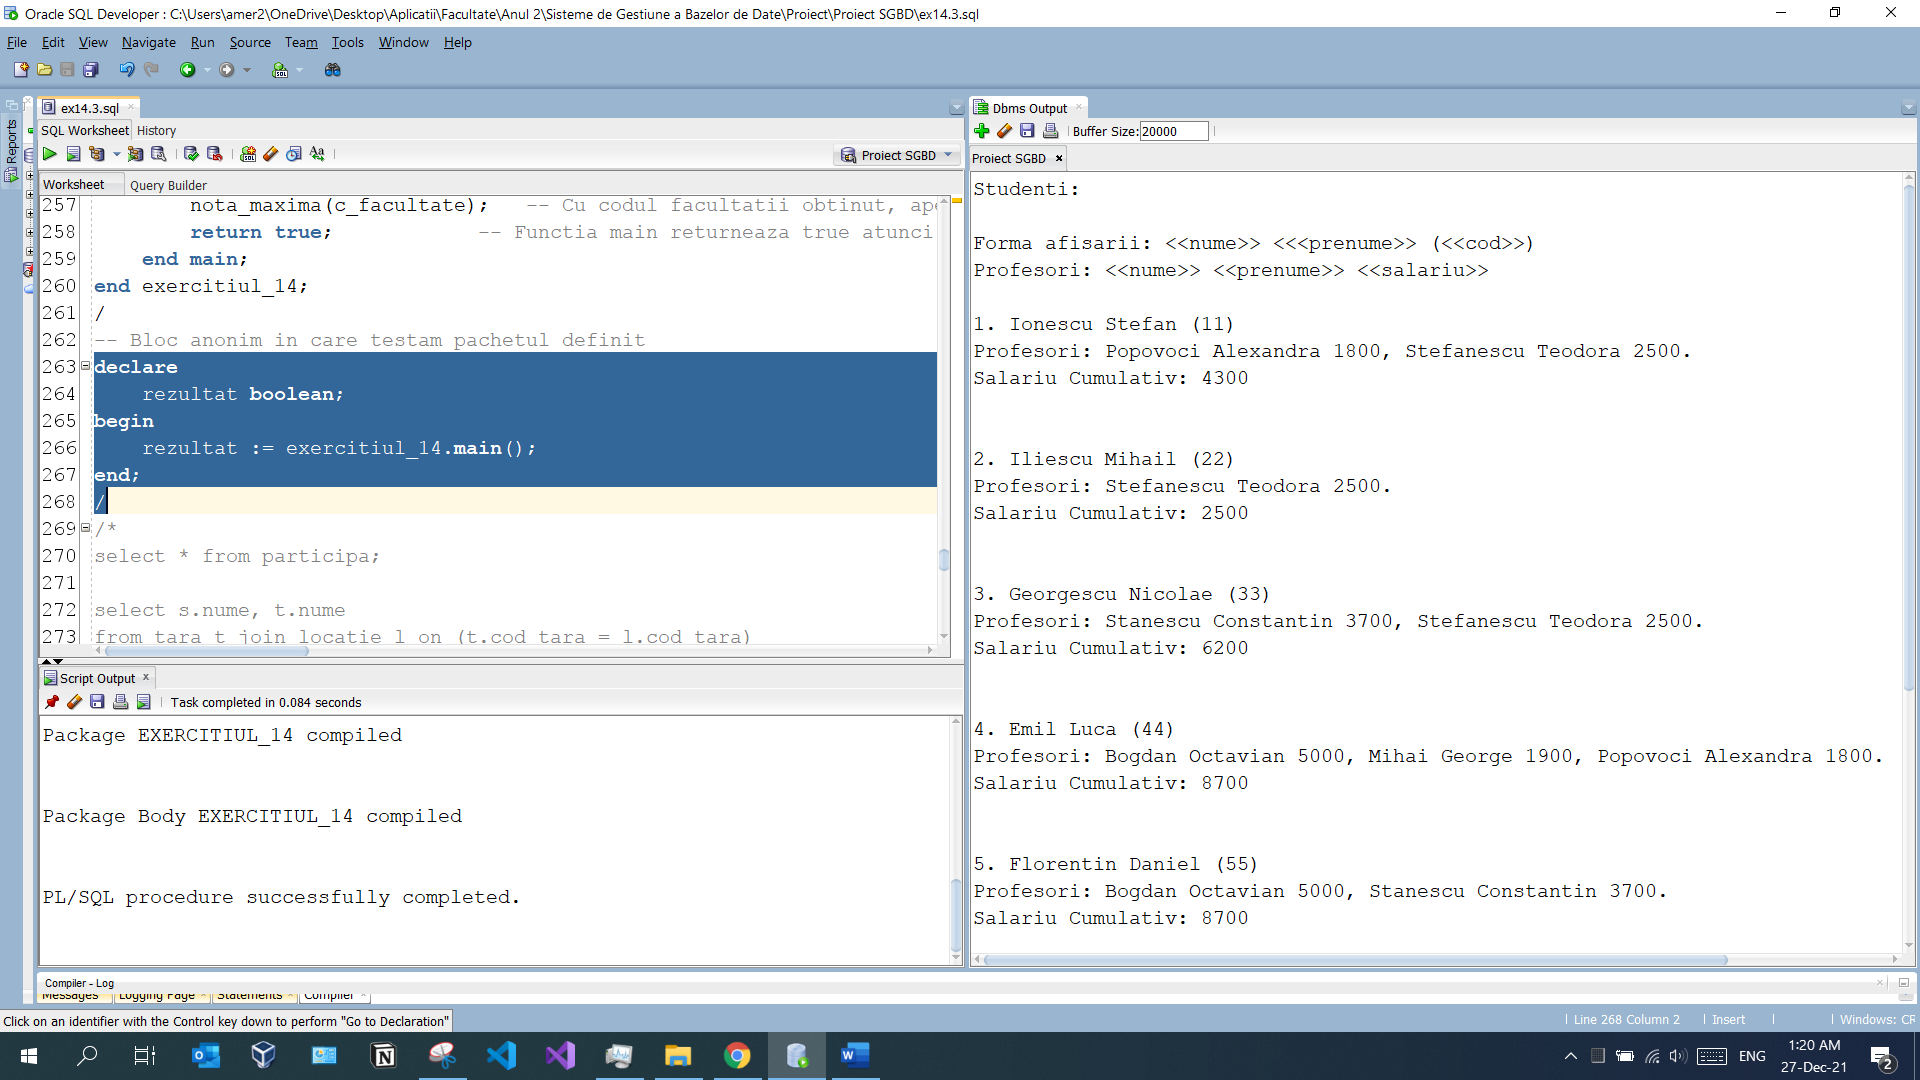 Oracle SQL Developer : C:\Users\amer2\OneDrive\Desktop\Aplicatii\Facultate\Anul 2\Sisteme de Gestiune a Bazelor de Date\Proiect\Proiect SGBD\ex14.3.sql
File Edit View Navigate Run Source Team Tools Window Help
Reports
ex14.3.sql
SQL Worksheet History
Proiect SGBD
Worksheet Query Builder
257 nota_maxima(c_facultate); -- Cu codul facultatii obtinut, ape
258 return true; -- Functia main returneaza true atunci
259 end main;
260 end exercitiul_14;
261 /
262 -- Bloc anonim in care testam pachetul definit
263 declare
264 rezultat boolean;
265 begin
266 rezultat := exercitiul_14.main();
267 end;
268 /
269 /*
270 select * from participa;
271
272 select s.nume, t.nume
273 from tara t join locatie l on (t.cod_tara = l.cod_tara)
Script Output
Task completed in 0.084 seconds
Package EXERCITIUL_14 compiled
Package Body EXERCITIUL_14 compiled
PL/SQL procedure successfully completed.
Dbms Output
Buffer Size: 20000
Proiect SGBD
Studenti:
Forma afisarii: <<nume>> <<<prenume>> (<<cod>>)
Profesori: <<nume>> <<prenume>> <<salariu>>
1. Ionescu Stefan (11)
Profesori: Popovoci Alexandra 1800, Stefanescu Teodora 2500.
Salariu Cumulativ: 4300
2. Iliescu Mihail (22)
Profesori: Stefanescu Teodora 2500.
Salariu Cumulativ: 2500
3. Georgescu Nicolae (33)
Profesori: Stanescu Constantin 3700, Stefanescu Teodora 2500.
Salariu Cumulativ: 6200
4. Emil Luca (44)
Profesori: Bogdan Octavian 5000, Mihai George 1900, Popovoci Alexandra 1800.
Salariu Cumulativ: 8700
5. Florentin Daniel (55)
Profesori: Bogdan Octavian 5000, Stanescu Constantin 3700.
Salariu Cumulativ: 8700
Compiler - Log
Messages Logging Page Statements Compiler
Click on an identifier with the Control key down to perform "Go to Declaration"
Line 268 Column 2 Insert Windows: CR
ENG
1:20 AM
27-Dec-21
2